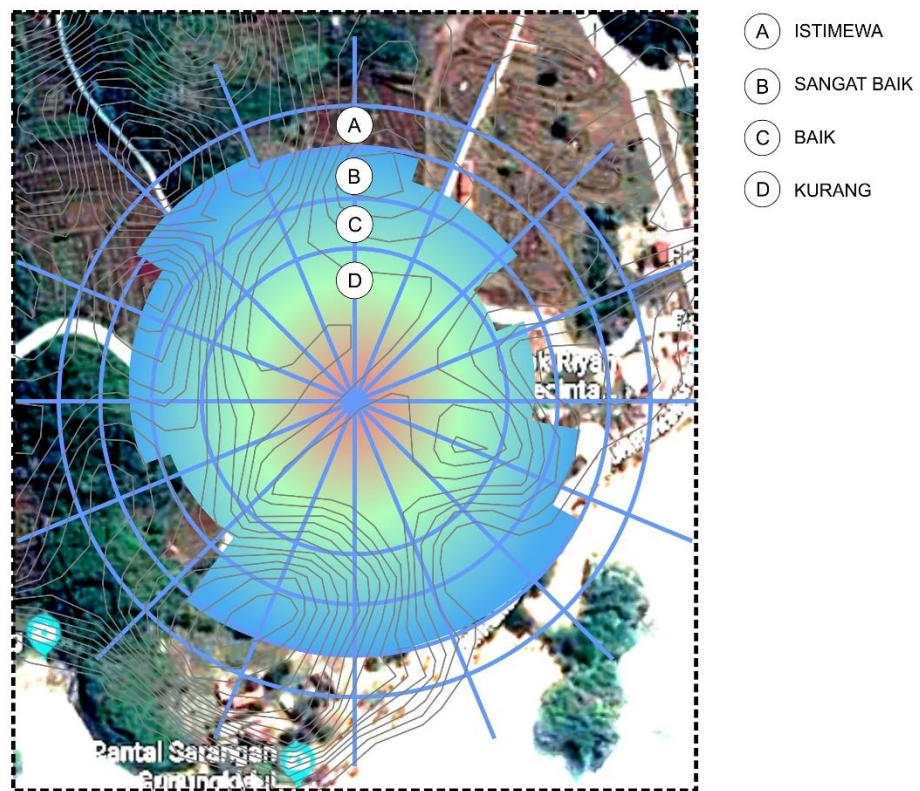 A ISTIMEWA
B SANGAT BAIK
C BAIK
D KURANG
A
B
C
D
Pantai Sarangan